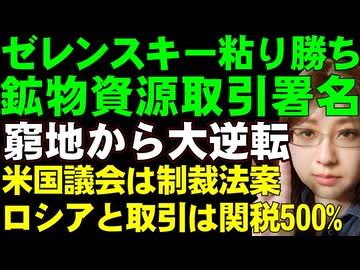 ゼレンスキー粘り勝ち
鉱物資源取引署名
窮地から大逆転
米国議会は制裁法案
ロシアと取引は関税500%